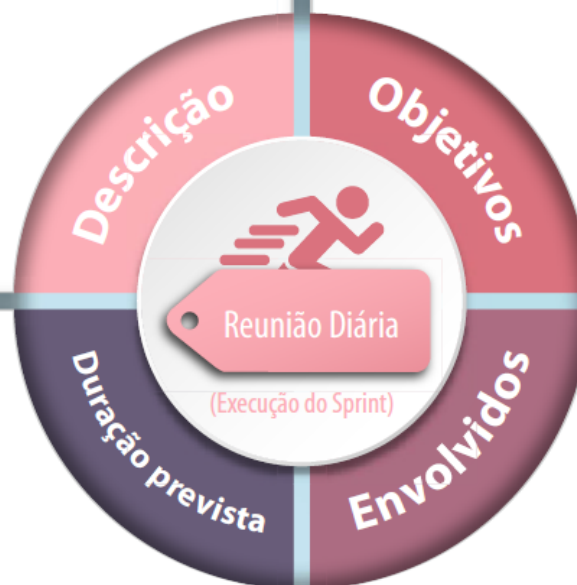 Descrição
Objetivos
Reunião Diária
(Execução do Sprint)
Duração prevista
Envolvidos